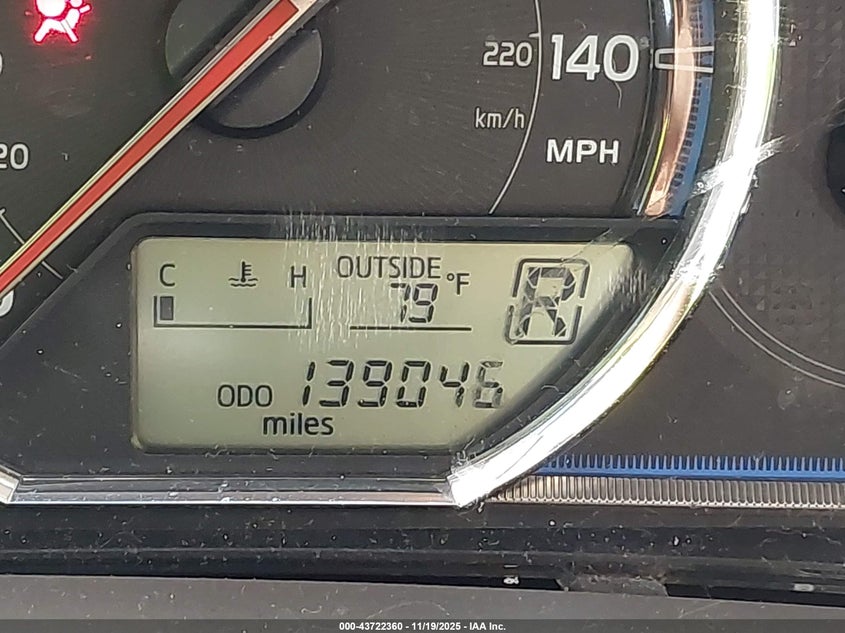 220 140
km/h
MPH
20
C H OUTSIDE °F
79
R
ODO 139046
miles
000-43722360 - 11/19/2025 - IAA Inc.